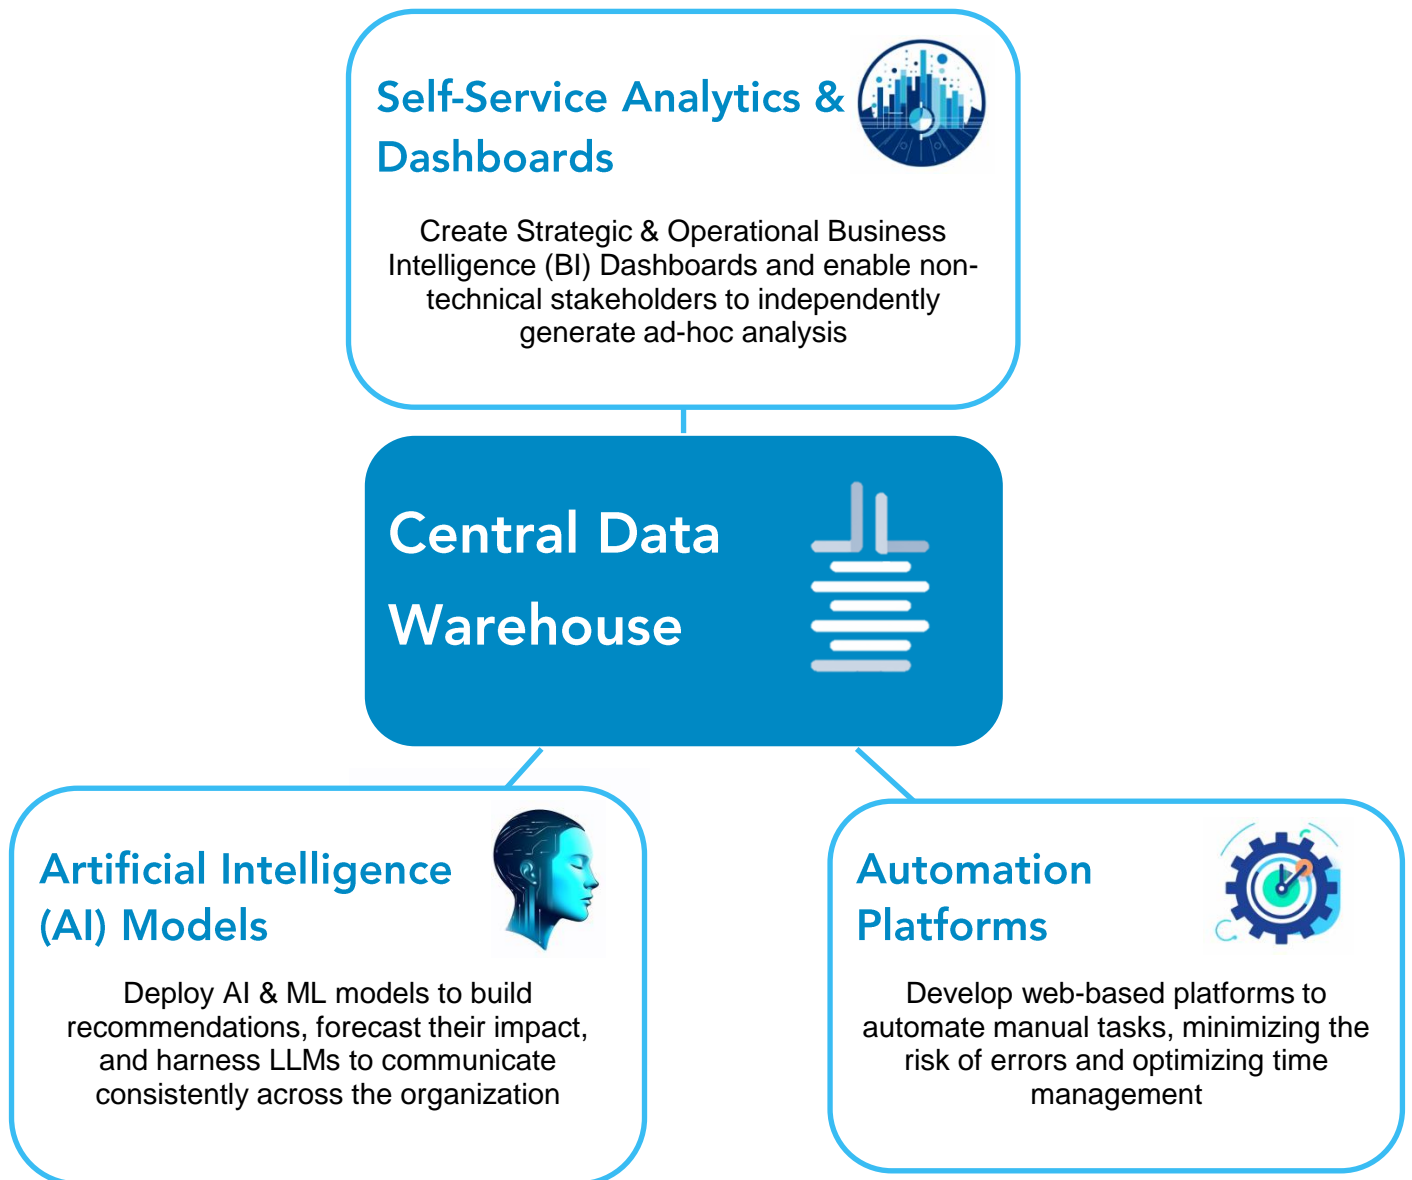 Self-Service Analytics &
Dashboards
Create Strategic & Operational Business
Intelligence (BI) Dashboards and enable non-
technical stakeholders to independently
generate ad-hoc analysis
Central Data
Warehouse
Artificial Intelligence
(AI) Models
Deploy AI & ML models to build
recommendations, forecast their impact,
and harness LLMs to communicate
consistently across the organization
Automation
Platforms
Develop web-based platforms to
automate manual tasks, minimizing the
risk of errors and optimizing time
management